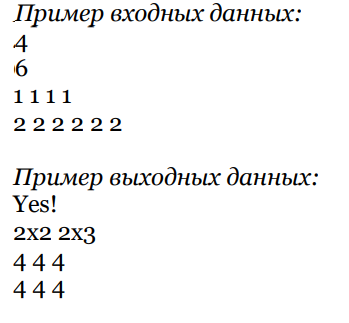 Пример входных данных:
4
6
1 1 1 1
2 2 2 2 2 2
Пример выходных данных:
Yes!
2x2 2x3
4 4 4
4 4 4